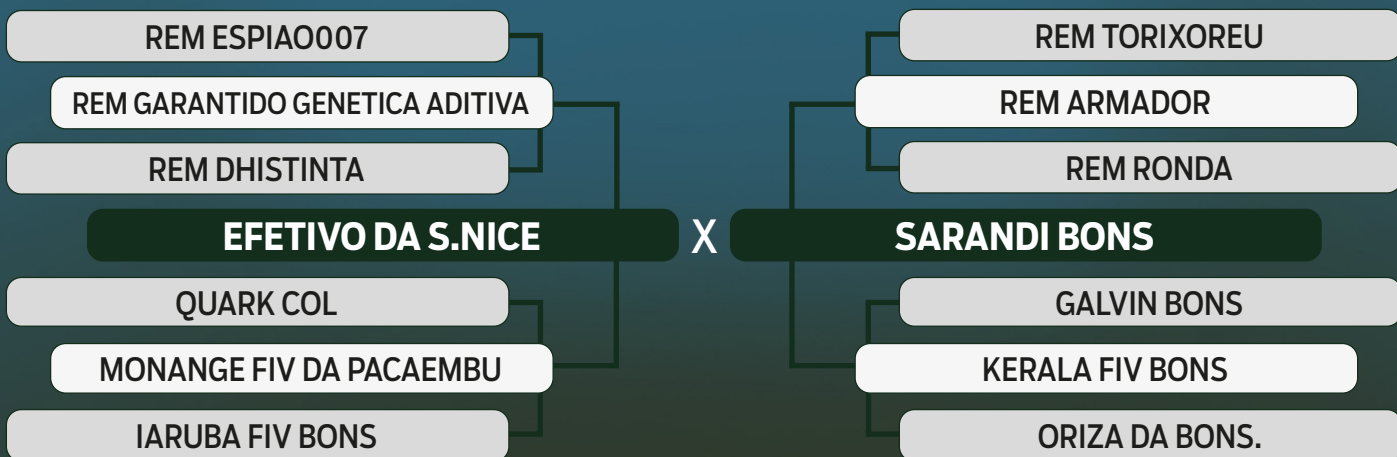 REM ESPIAO007
REM GARANTIDO GENETICA ADITIVA
REM DHISTINTA
EFETIVO DA S.NICE
QUARK COL
MONANGE FIV DA PACAEMBU
IARUBA FIV BONS
X
REM TORIXOREU
REM ARMADOR
REM RONDA
SARANDI BONS
GALVIN BONS
KERALA FIV BONS
ORIZA DA BONS.